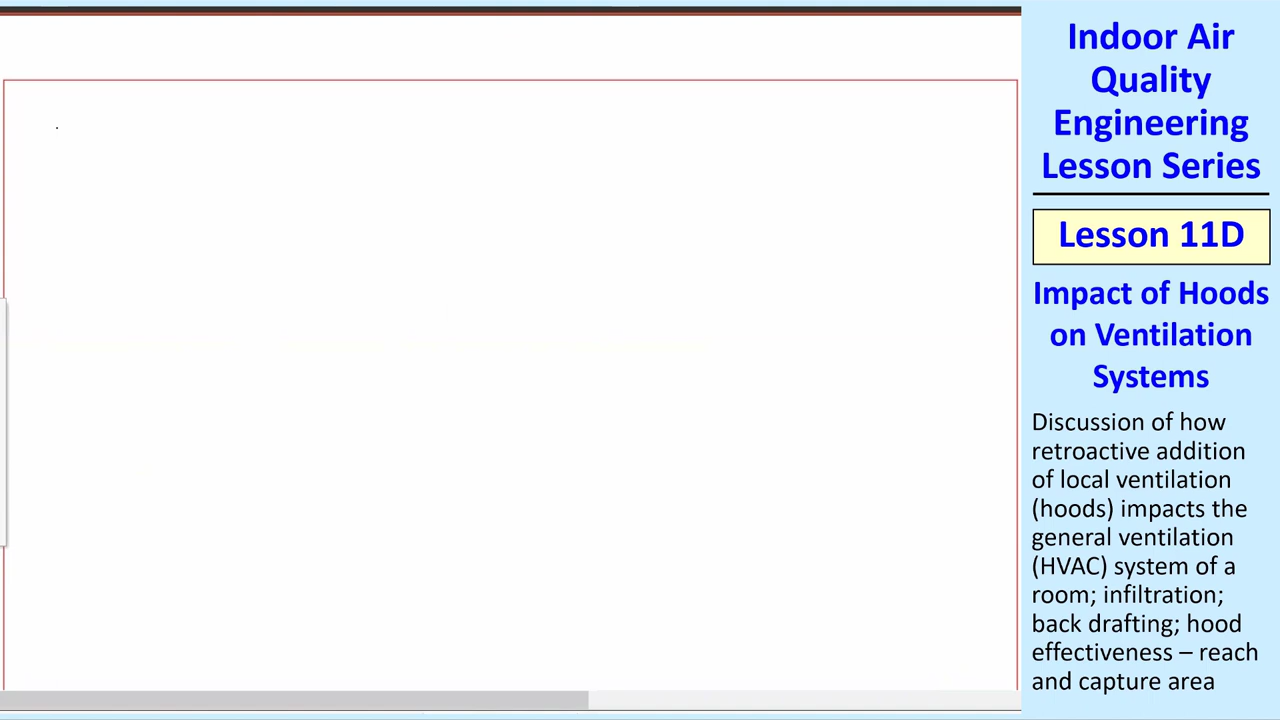 Indoor Air
Quality
Engineering
Lesson Series
Lesson 11D
Impact of Hoods
on Ventilation
Systems
Discussion of how
retroactive addition
of local ventilation
(hoods) impacts the
general ventilation
(HVAC) system of a
room; infiltration;
back drafting; hood
effectiveness – reach
and capture area